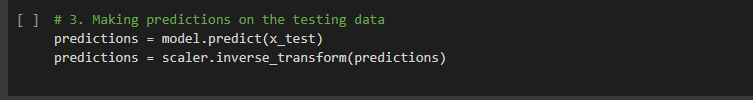 [ ] # 3. Making predictions on the testing data
predictions = model.predict(x_test)
predictions = scaler.inverse_transform(predictions)